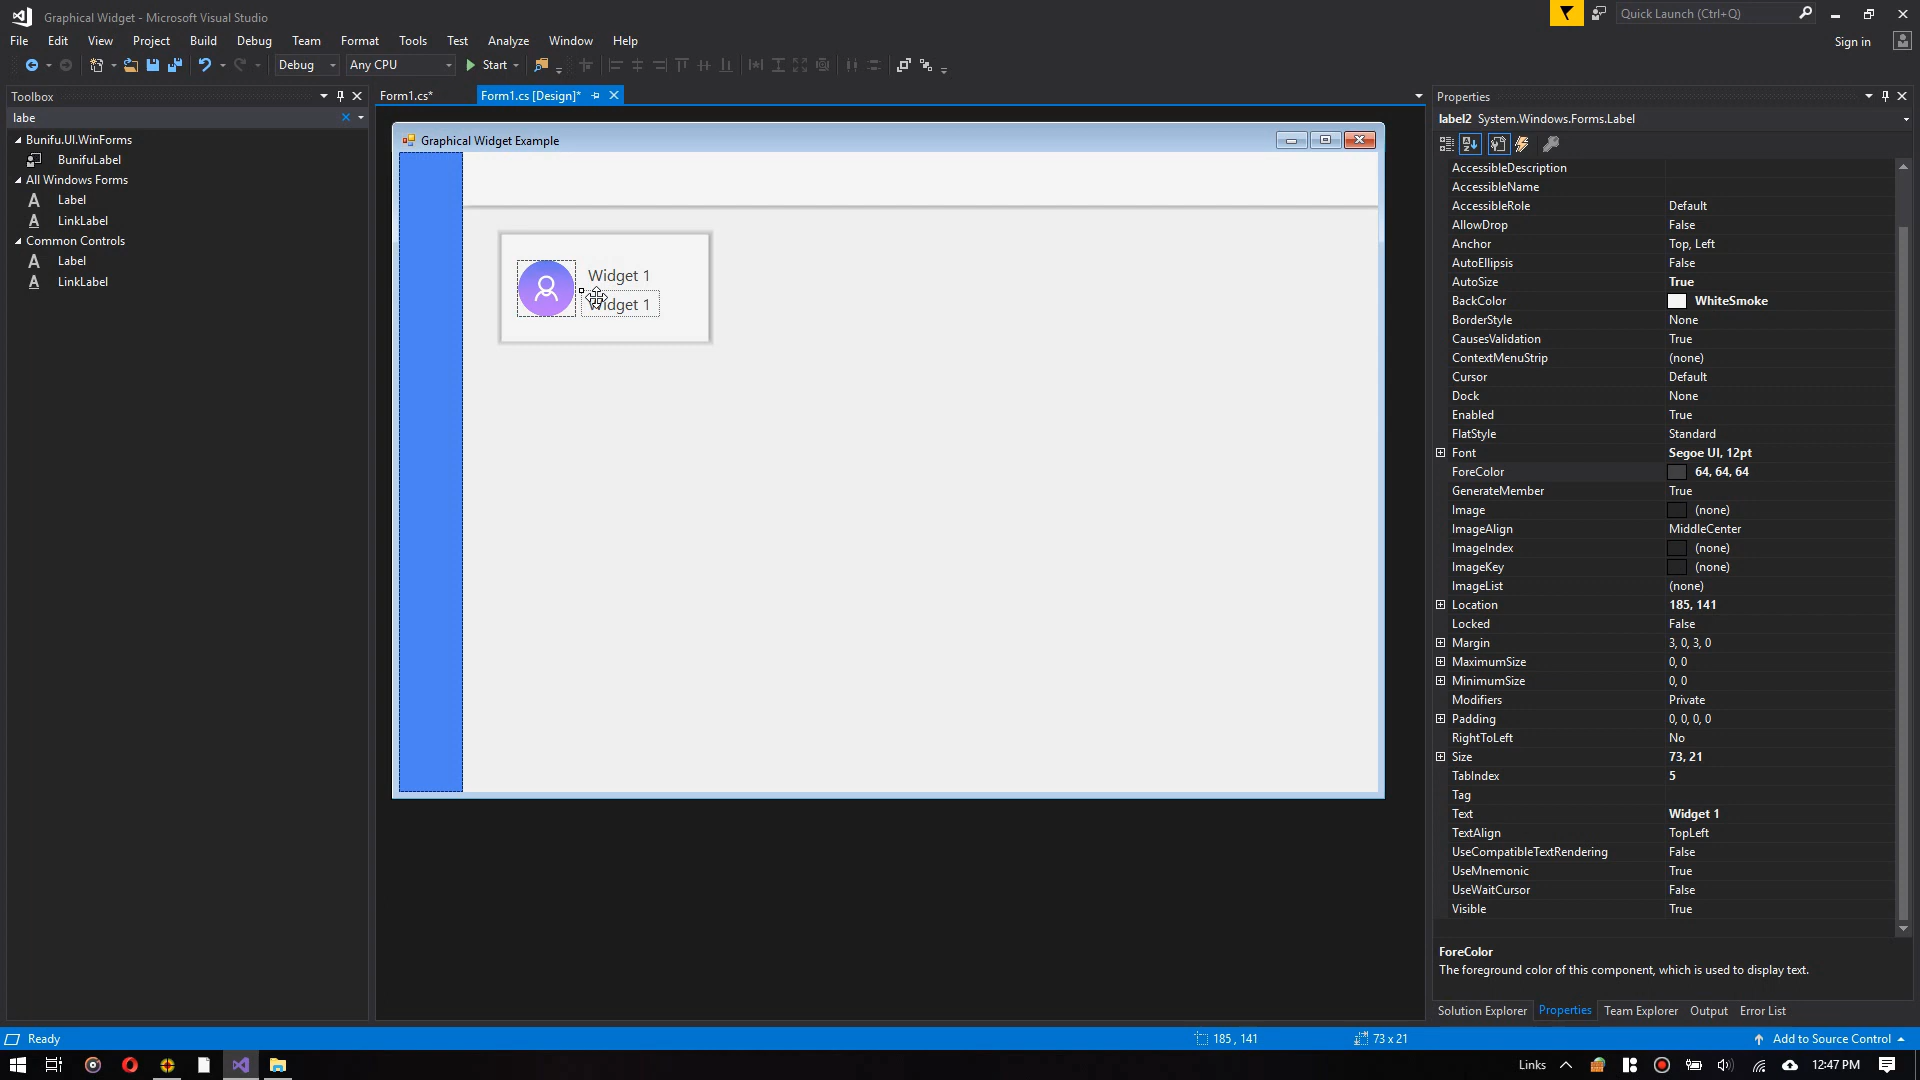 Graphical Widget - Microsoft Visual Studio
Quick Launch (Ctrl+Q)
File Edit View Project Build Debug Team Format Tools Test Analyze Window Help
Sign in
Debug Any CPU Start
Toolbox
labe
Bunifu.UI.WinForms
BunifuLabel
All Windows Forms
Label
LinkLabel
Common Controls
Label
LinkLabel
Form1.cs* Form1.cs [Design]*
Graphical Widget Example
Widget 1
Widget 1
Properties
label2 System.Windows.Forms.Label
AccessibleDescription
AccessibleName
AccessibleRole Default
AllowDrop False
Anchor Top, Left
AutoEllipsis False
AutoSize True
BackColor WhiteSmoke
BorderStyle None
CausesValidation True
ContextMenuStrip (none)
Cursor Default
Dock None
Enabled True
FlatStyle Standard
Font Segoe UI, 12pt
ForeColor 64, 64, 64
GenerateMember True
Image (none)
ImageAlign MiddleCenter
ImageIndex (none)
ImageKey (none)
ImageList (none)
Location 185, 141
Locked False
Margin 3, 0, 3, 0
MaximumSize 0, 0
MinimumSize 0, 0
Modifiers Private
Padding 0, 0, 0, 0
RightToLeft No
Size 73, 21
TabIndex 5
Tag
Text Widget 1
TextAlign TopLeft
UseCompatibleTextRendering False
UseMnemonic True
UseWaitCursor False
Visible True
ForeColor
The foreground color of this component, which is used to display text.
Solution Explorer Properties Team Explorer Output Error List
Ready 185 , 141 73 x 21 Add to Source Control
Links 12:47 PM